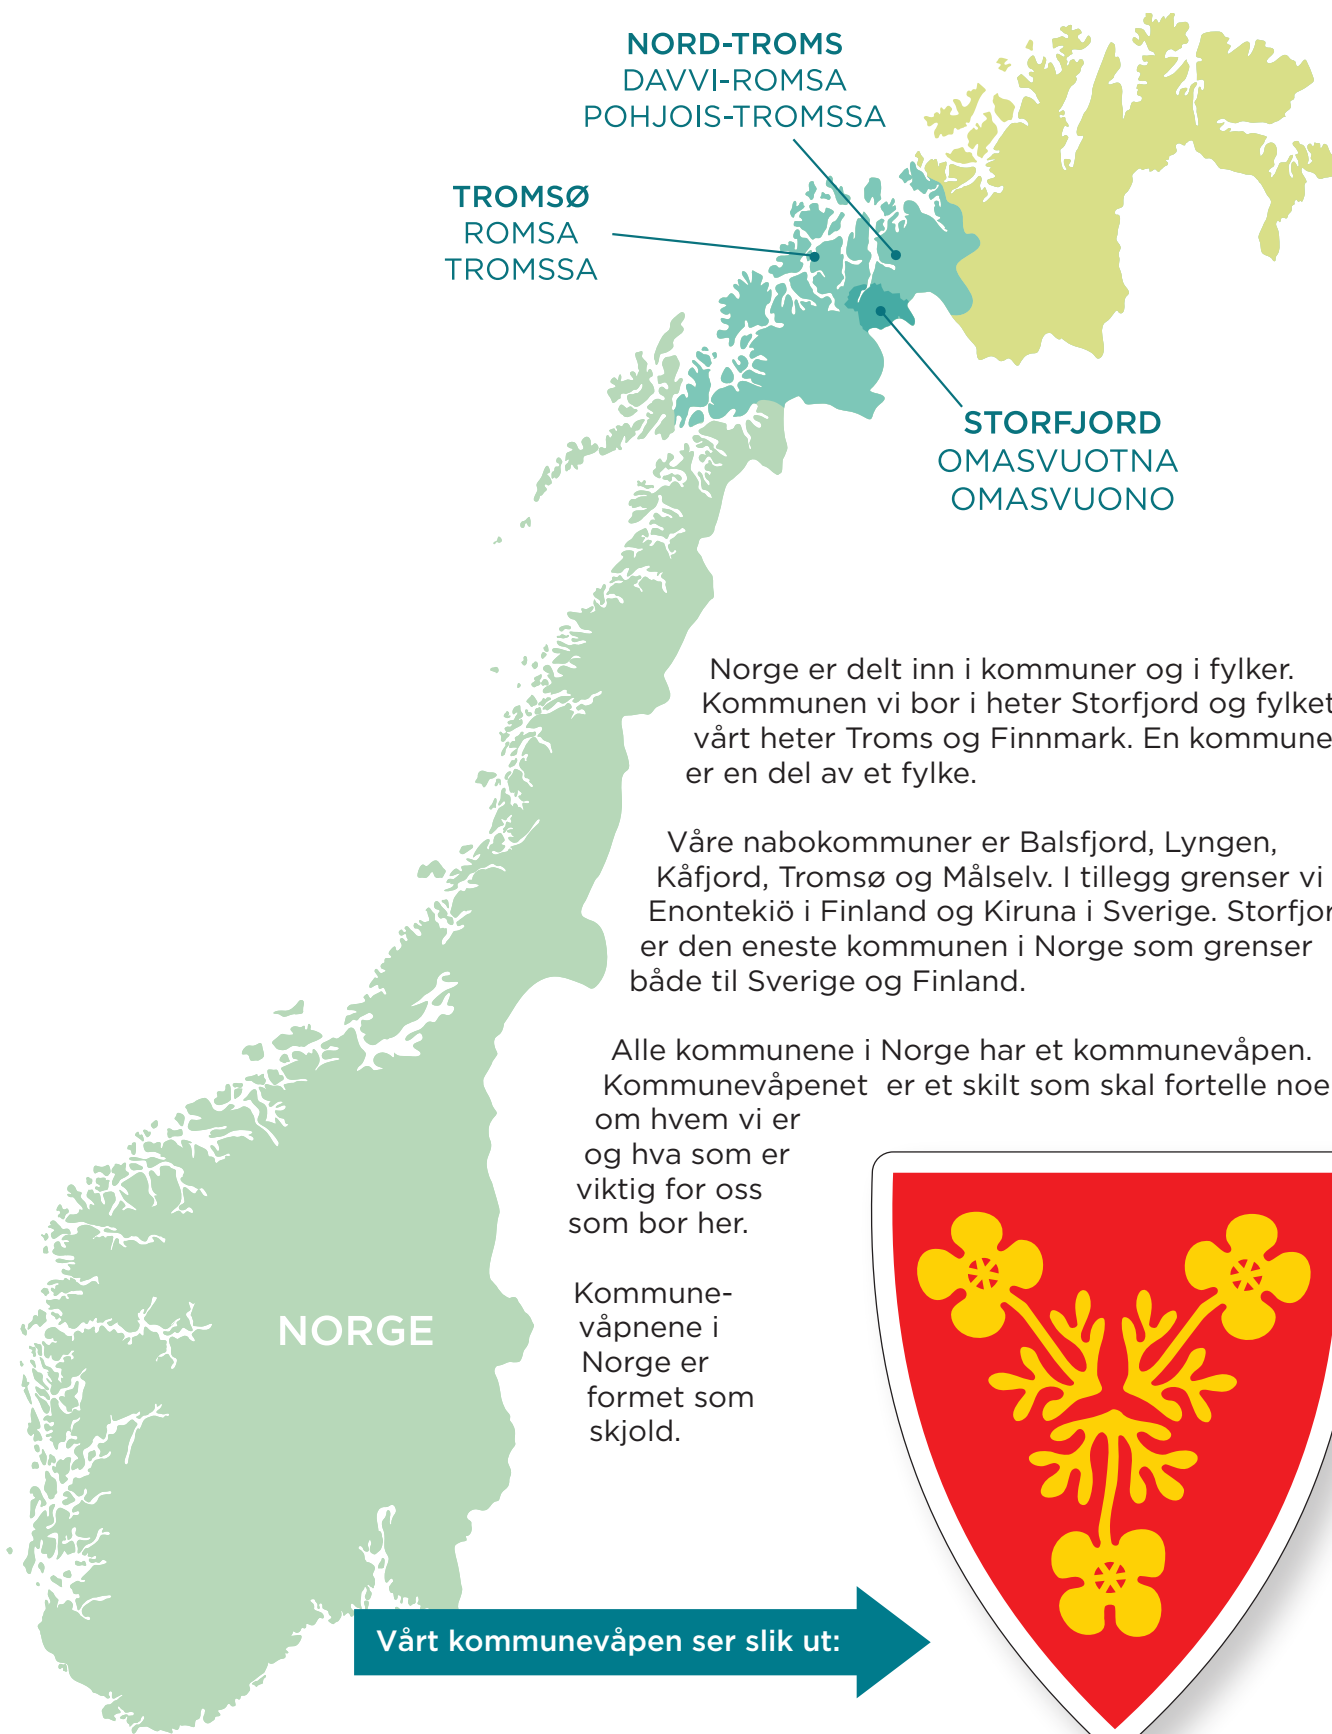 NORD-TROMS
DAVVI-ROMSA
POHJOIS-TROMSSA
TROMSØ
ROMSA
TROMSSA
STORFJORD
OMASVUOTNA
OMASVUONO
Norge er delt inn i kommuner og i fylker.
Kommunen vi bor i heter Storfjord og fylket
vårt heter Troms og Finnmark. En kommune
er en del av et fylke.
Våre nabokommuner er Balsfjord, Lyngen,
Kåfjord, Tromsø og Målselv. I tillegg grenser vi
Enontekiö i Finland og Kiruna i Sverige. Storfjor
er den eneste kommunen i Norge som grenser
både til Sverige og Finland.
Alle kommunene i Norge har et kommunevåpen.
Kommunevåpenet er et skilt som skal fortelle noe
om hvem vi er
og hva som er
viktig for oss
som bor her.
Kommune-
våpnene i
Norge er
formet som
skjold.
NORGE
Vårt kommunevåpen ser slik ut: